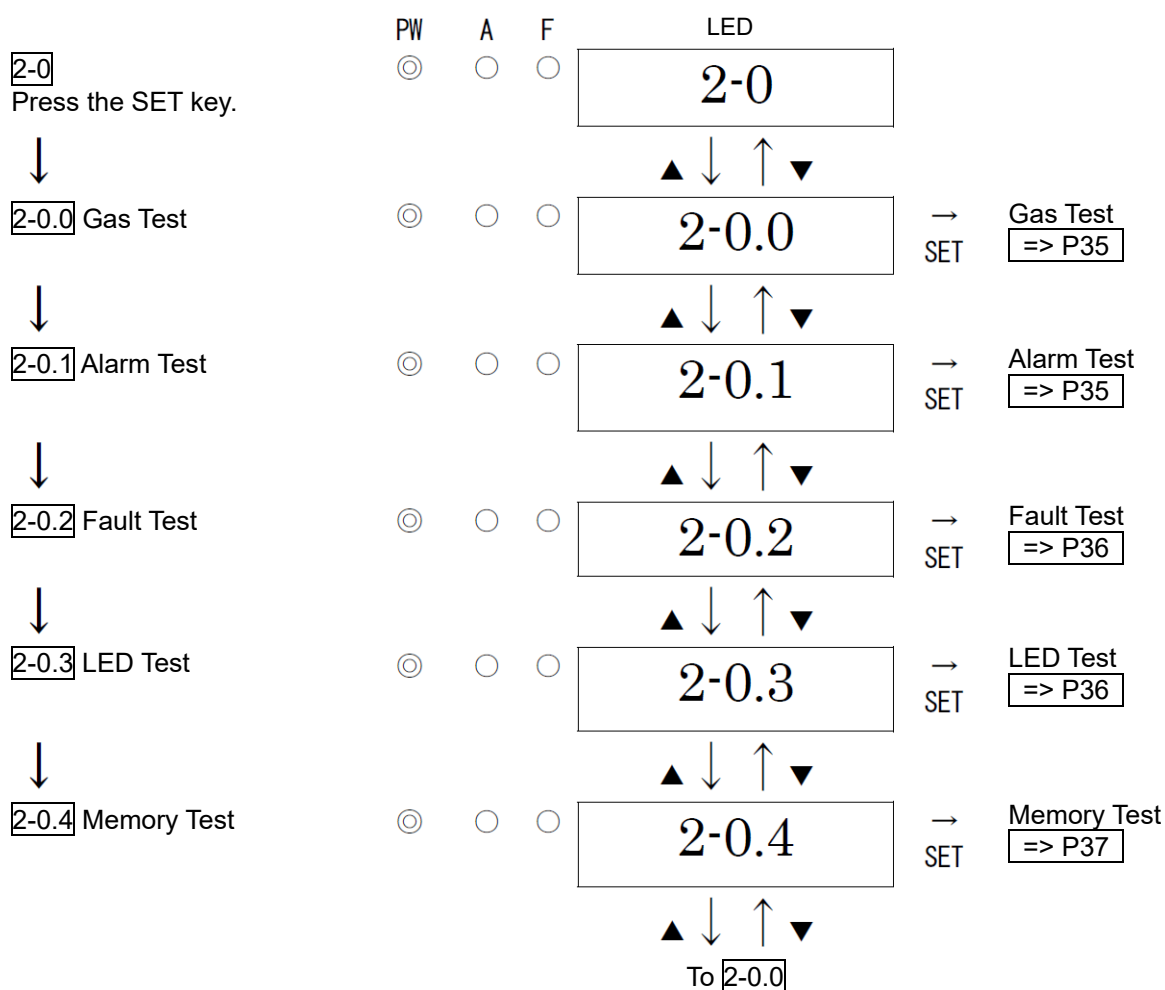 PW A F LED
2-0 ◎ ○ ○ 2-0
Press the SET key.
↓ ▲ ↓ ↑ ▼
2-0.0 Gas Test ◎ ○ ○ 2-0.0 → Gas Test
SET => P35
↓ ▲ ↓ ↑ ▼
2-0.1 Alarm Test ◎ ○ ○ 2-0.1 → Alarm Test
SET => P35
↓ ▲ ↓ ↑ ▼
2-0.2 Fault Test ◎ ○ ○ 2-0.2 → Fault Test
SET => P36
↓ ▲ ↓ ↑ ▼
2-0.3 LED Test ◎ ○ ○ 2-0.3 → LED Test
SET => P36
↓ ▲ ↓ ↑ ▼
2-0.4 Memory Test ◎ ○ ○ 2-0.4 → Memory Test
SET => P37
▲ ↓ ↑ ▼
To 2-0.0